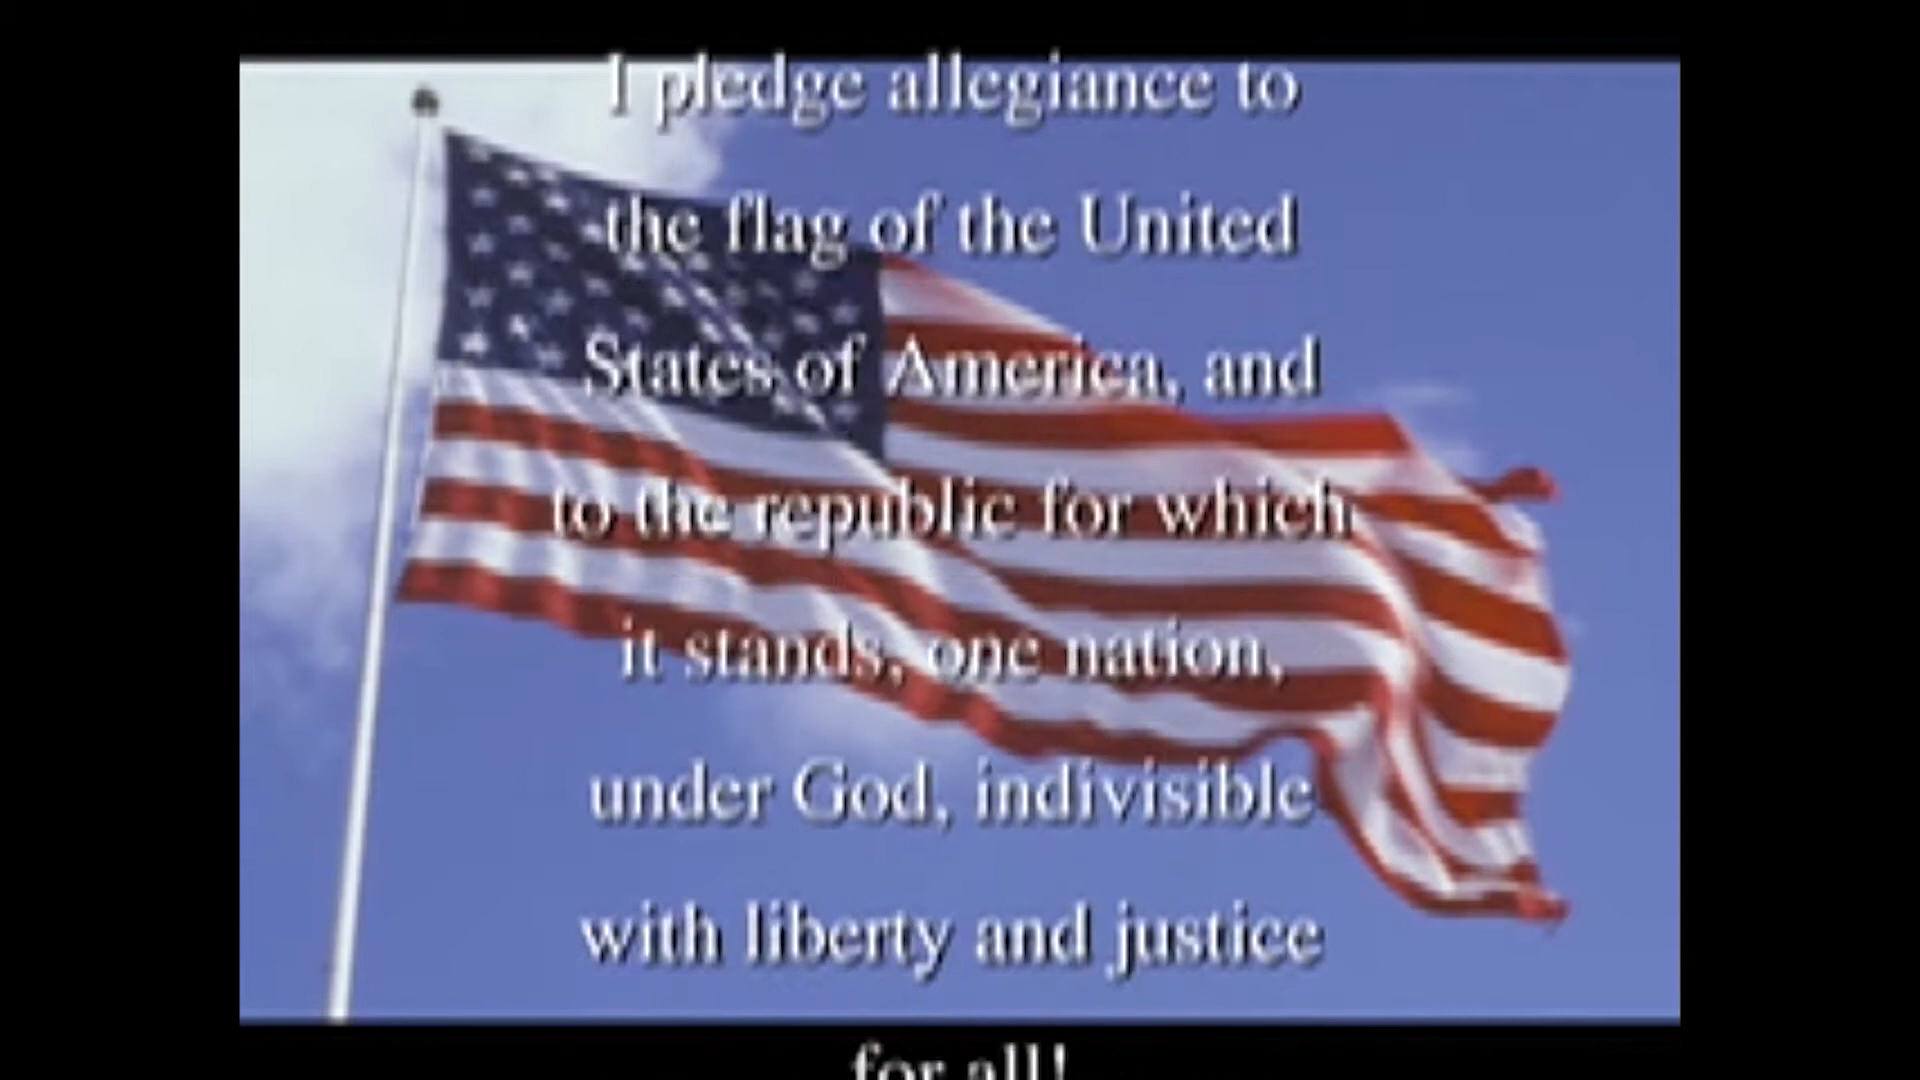 I pledge allegiance to
the flag of the United
States of America, and
to the republic for which
it stands, one nation,
under God, indivisible
with liberty and justice
for all!